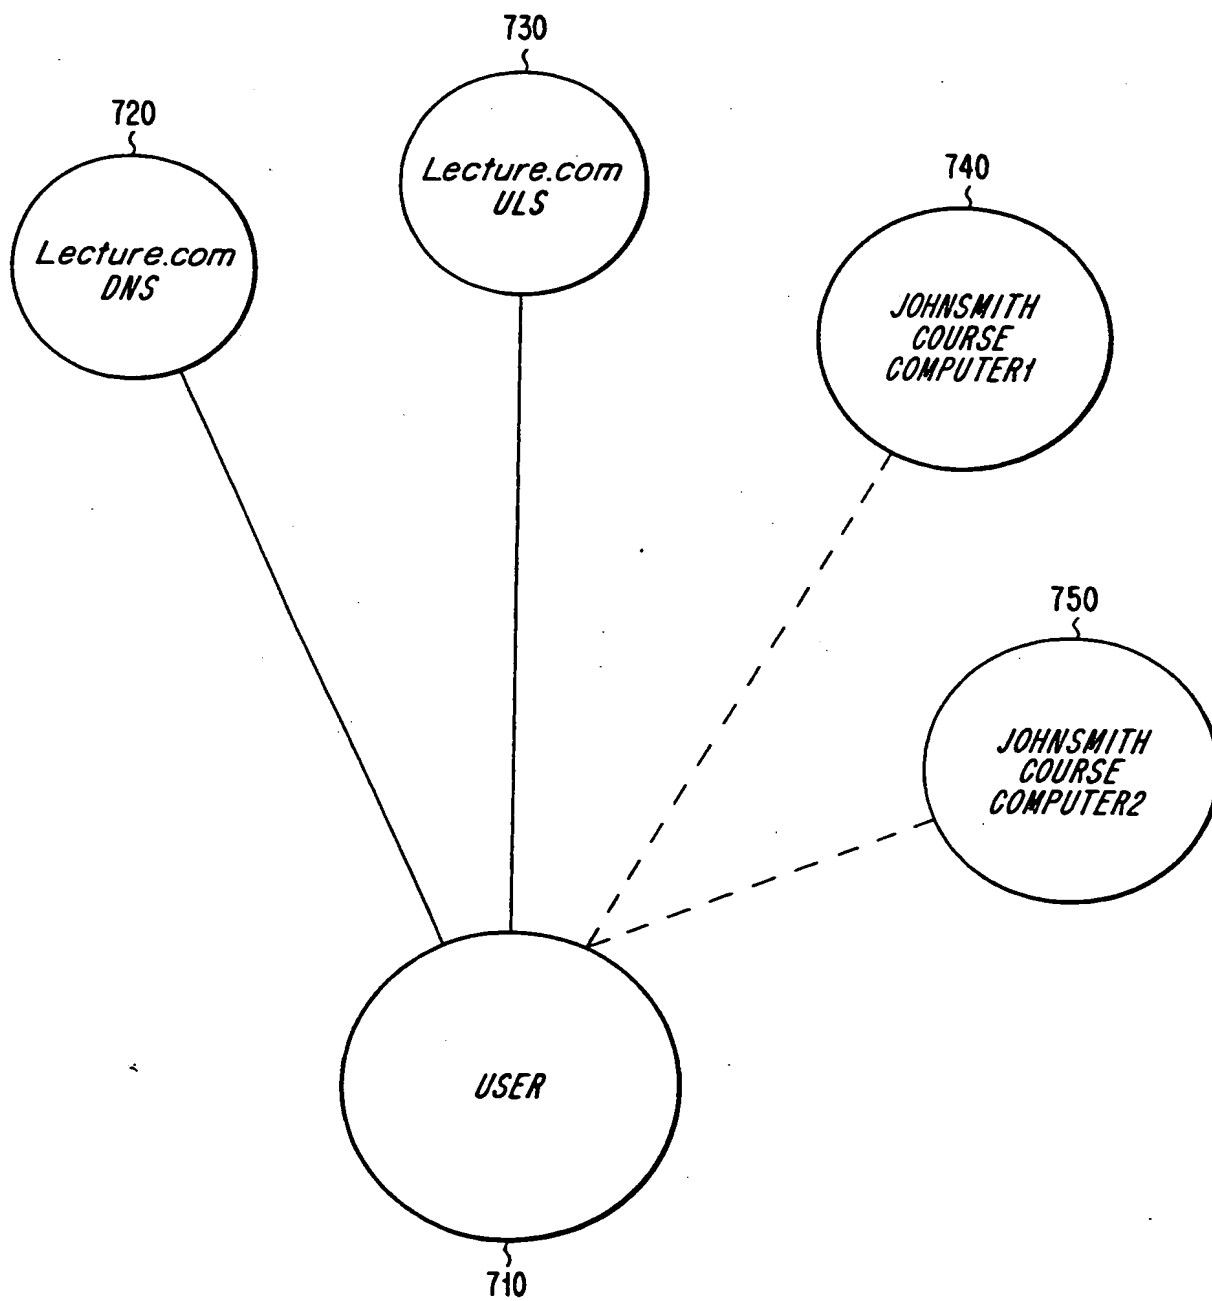 730
720
Lecture.com
ULS
740
Lecture.com
DNS
JOHNSMITH
COURSE
COMPUTER1
750
JOHNSMITH
COURSE
COMPUTER2
USER
710